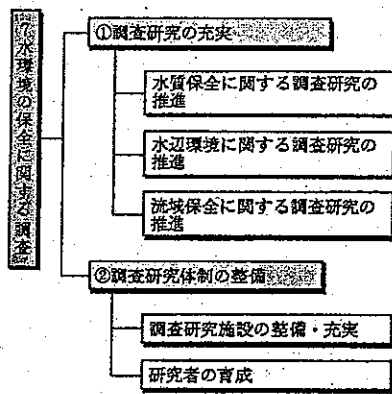 7水環境の保全に関する調査
①調査研究の充実
水質保全に関する調査研究の
推進
水辺環境に関する調査研究の
推進
流域保全に関する調査研究の
推進
②調査研究体制の整備
調査研究施設の整備・充実
研究者の育成